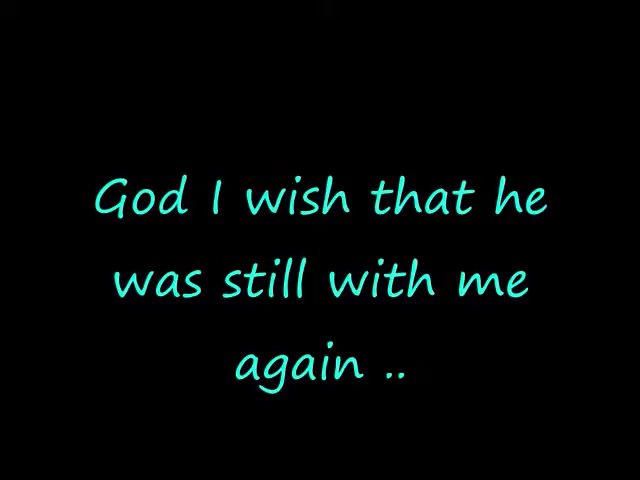 God I wish that he
was still with me
again ..